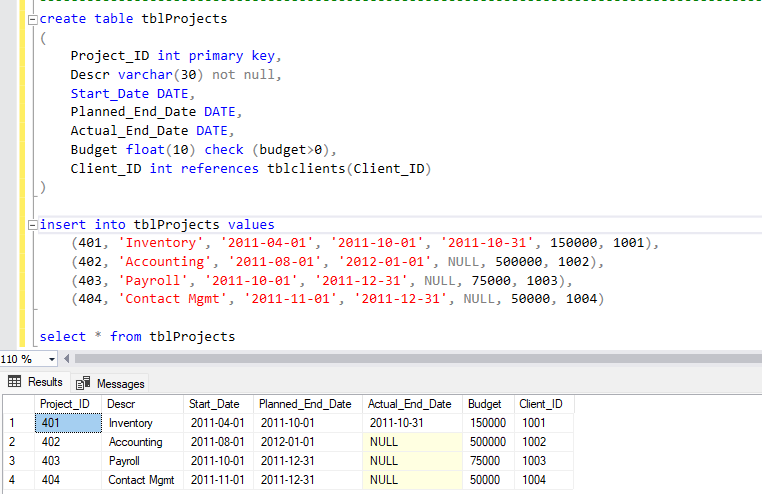 create table tblProjects
(
Project_ID int primary key,
Descr varchar(30) not null,
Start_Date DATE,
Planned_End_Date DATE,
Actual_End_Date DATE,
Budget float(10) check (budget>0),
Client_ID int references tblclients(Client_ID)
)
insert into tblProjects values
(401, 'Inventory', '2011-04-01', '2011-10-01', '2011-10-31', 150000, 1001),
(402, 'Accounting', '2011-08-01', '2012-01-01', NULL, 500000, 1002),
(403, 'Payroll', '2011-10-01', '2011-12-31', NULL, 75000, 1003),
(404, 'Contact Mgmt', '2011-11-01', '2011-12-31', NULL, 50000, 1004)
select * from tblProjects
110 %
Results Messages
Project_ID Descr Start_Date Planned_End_Date Actual_End_Date Budget Client_ID
1 401 Inventory 2011-04-01 2011-10-01 2011-10-31 150000 1001
2 402 Accounting 2011-08-01 2012-01-01 NULL 500000 1002
3 403 Payroll 2011-10-01 2011-12-31 NULL 75000 1003
4 404 Contact Mgmt 2011-11-01 2011-12-31 NULL 50000 1004